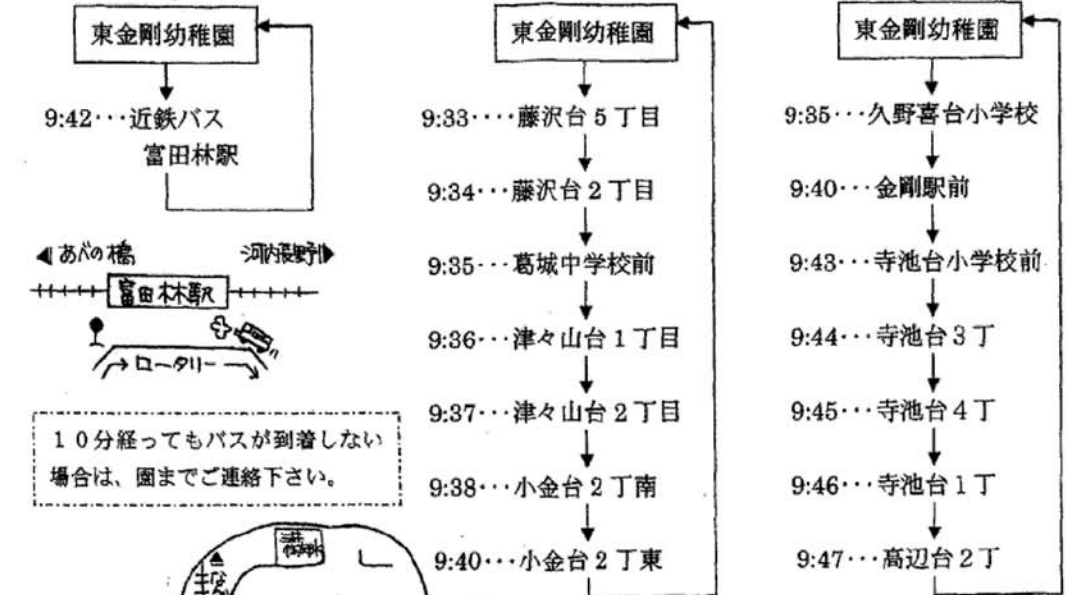 東金剛幼稚園
9:42･･･近鉄バス
富田林駅
あべの橋
河内長野
富田林駅
ロータリー
10分経ってもバスが到着しない
場合は、園までご連絡下さい。
東金剛幼稚園
9:33････藤沢台5丁目
9:34･･･藤沢台2丁目
9:35･･･葛城中学校前
9:36･･･津々山台1丁目
9:37･･･津々山台2丁目
9:38･･･小金台2丁南
9:40･･･小金台2丁東
東金剛幼稚園
9:35･･･久野喜台小学校
9:40･･･金剛駅前
9:43･･･寺池台小学校前
9:44･･･寺池台3丁
9:45･･･寺池台4丁
9:46･･･寺池台1丁
9:47･･･高辺台2丁